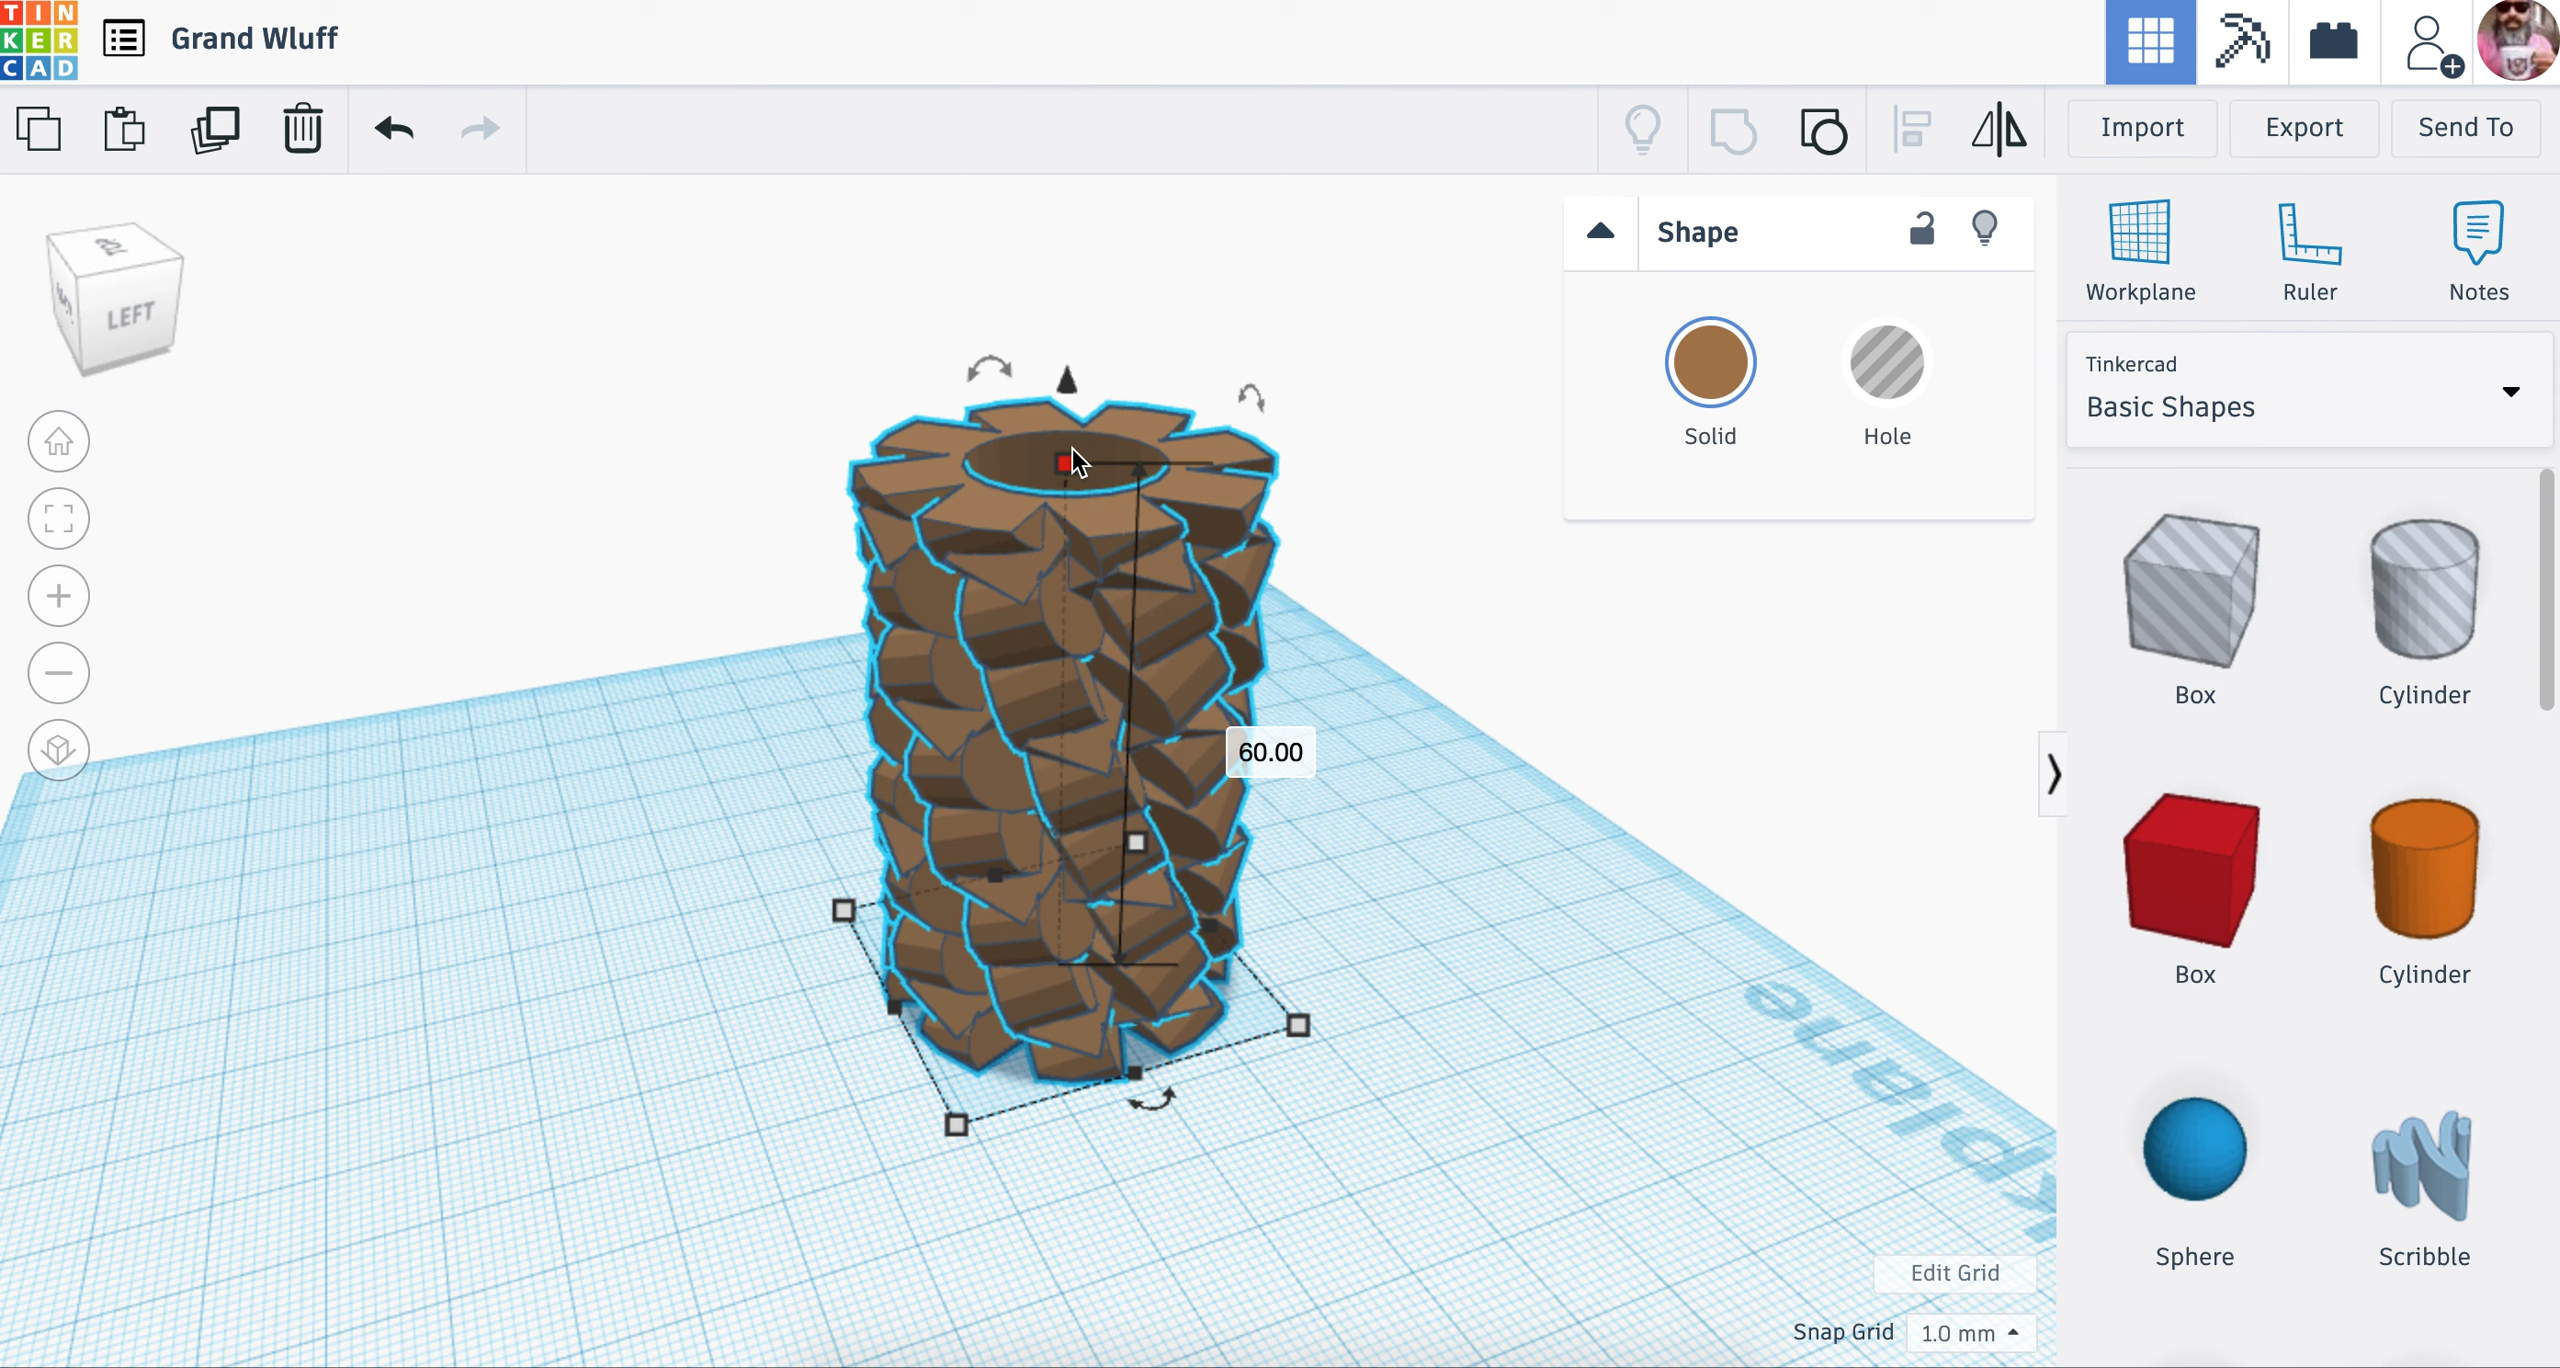 TIN
KER
CAD
Grand Wluff
Import
Export
Send To
TOP
LEFT
Shape
Solid
Hole
Workplane
Ruler
Notes
Tinkercad
Basic Shapes
Box
Cylinder
60.00
Box
Cylinder
Sphere
Scribble
Edit Grid
Snap Grid
1.0 mm